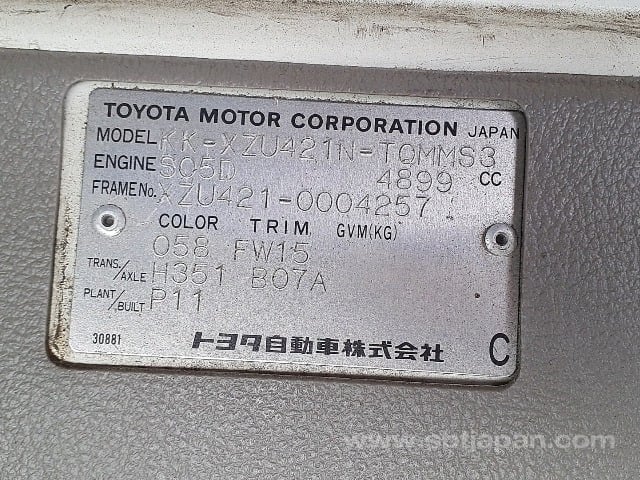 TOYOTA MOTOR CORPORATION JAPAN
MODEL KK-XZU421N-TQMMS3
ENGINE S05D 4899 CC
FRAME No. XZU421-0004257
COLOR TRIM GVM(KG)
058 FW15
TRANS./AXLE H351 B07A
PLANT/BUILT P11
30881 トヨタ自動車株式会社 C
www.sbtjapan.com